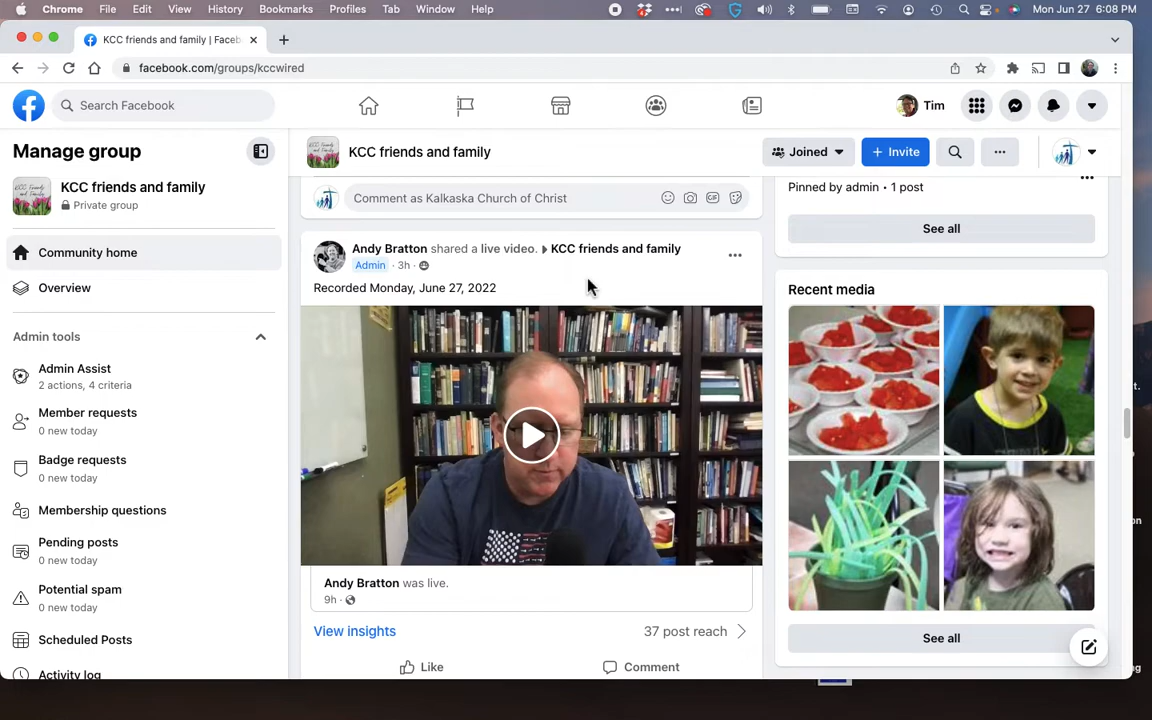 Chrome File Edit View History Bookmarks Profiles Tab Window Help Mon Jun 27 6:08 PM
KCC friends and family | Faceb
facebook.com/groups/kccwired
Search Facebook
Tim
Manage group
KCC friends and family
Joined
+ Invite
KCC friends and family
Private group
Community home
Overview
Admin tools
Admin Assist
2 actions, 4 criteria
Member requests
0 new today
Badge requests
0 new today
Membership questions
Pending posts
0 new today
Potential spam
0 new today
Scheduled Posts
Activity log
Comment as Kalkaska Church of Christ
GIF
Andy Bratton shared a live video. KCC friends and family
Admin · 3h ·
Recorded Monday, June 27, 2022
Andy Bratton was live.
9h ·
View insights
37 post reach
Like
Comment
Pinned by admin • 1 post
See all
Recent media
See all